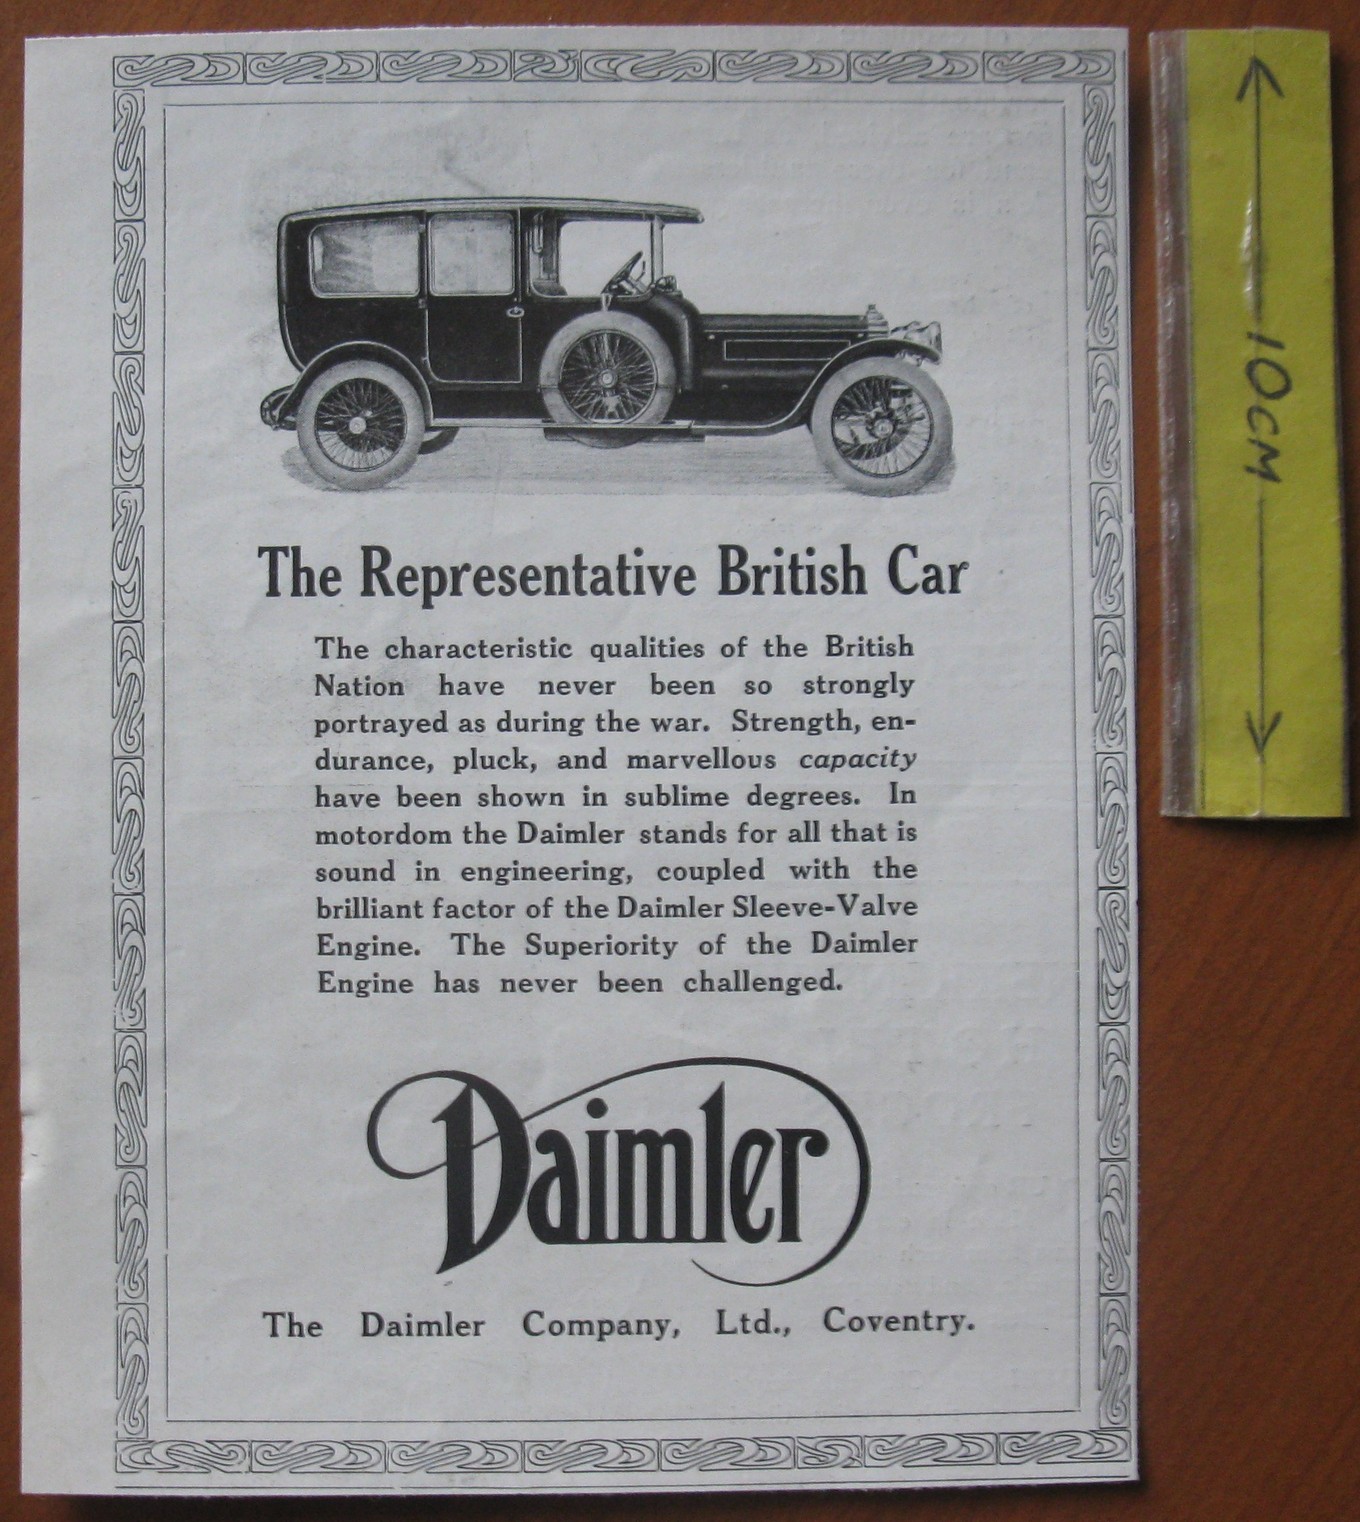 The Representative British Car
The characteristic qualities of the British
Nation have never been so strongly
portrayed as during the war. Strength, en-
durance, pluck, and marvellous capacity
have been shown in sublime degrees. In
motordom the Daimler stands for all that is
sound in engineering, coupled with the
brilliant factor of the Daimler Sleeve-Valve
Engine. The Superiority of the Daimler
Engine has never been challenged.
Daimler
The Daimler Company, Ltd., Coventry.
10CM